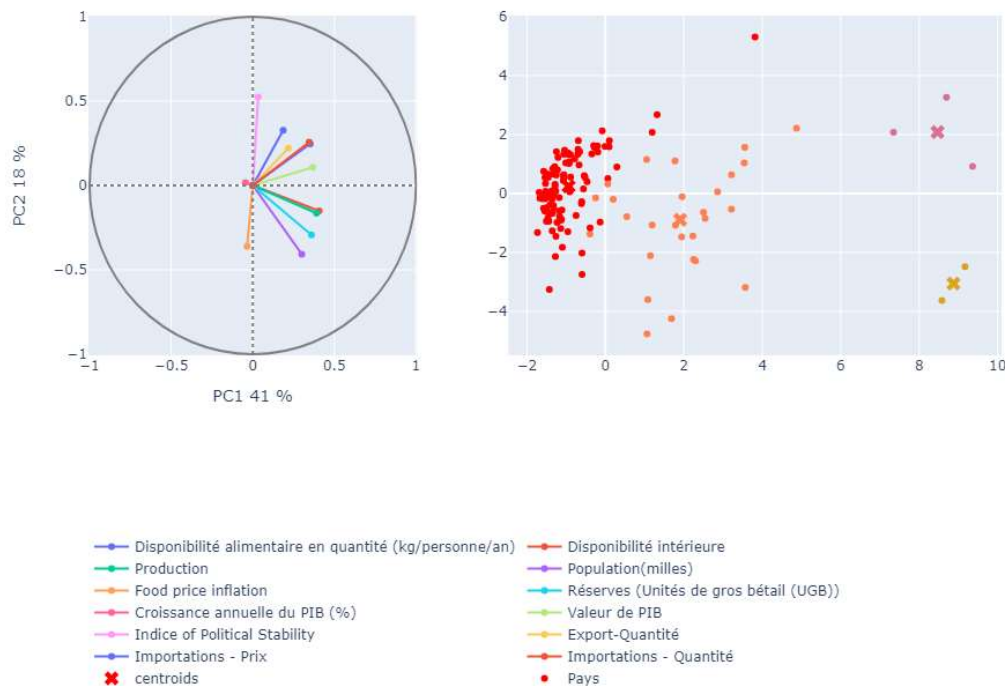 1
0.5
0
−0.5
−1
−1
−0.5
0
0.5
1
PC2 18 %
PC1 41 %
6
4
2
0
−2
−4
−2
0
2
4
6
8
10
Disponibilité alimentaire en quantité (kg/personne/an)
Disponibilité intérieure
Production
Population(milles)
Food price inflation
Réserves (Unités de gros bétail (UGB))
Croissance annuelle du PIB (%)
Valeur de PIB
Indice of Political Stability
Export-Quantité
Importations - Prix
Importations - Quantité
centroids
Pays